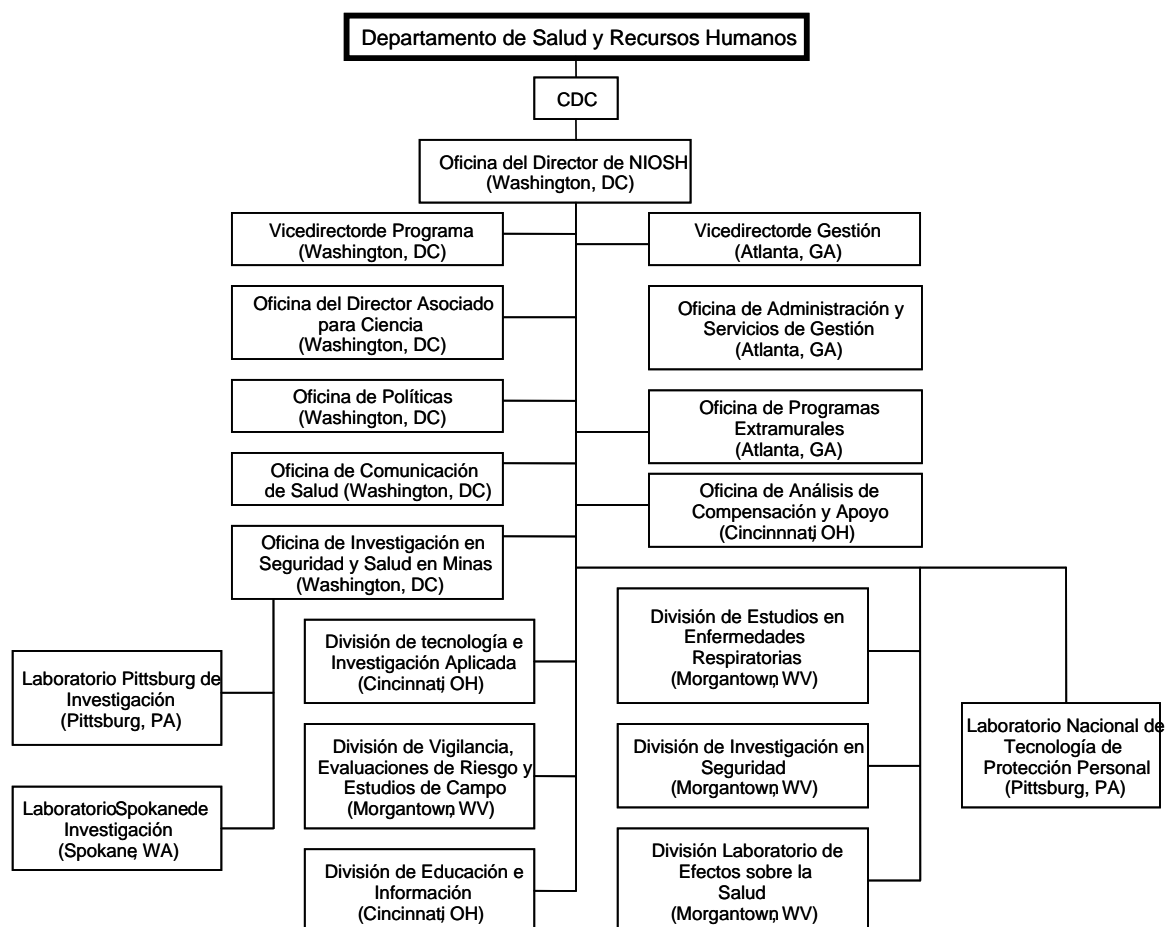 Departamento de Salud y Recursos Humanos
CDC
Oficina del Director de NIOSH
(Washington, DC)
Vicedirectorde Programa
(Washington, DC)
Vicedirectorde Gestión
(Atlanta, GA)
Oficina del Director Asociado
para Ciencia
(Washington, DC)
Oficina de Administración y
Servicios de Gestión
(Atlanta, GA)
Oficina de Políticas
(Washington, DC)
Oficina de Programas
Extramurales
(Atlanta, GA)
Oficina de Comunicación
de Salud (Washington, DC)
Oficina de Análisis de
Compensación y Apoyo
(Cincinnnati, OH)
Oficina de Investigación en
Seguridad y Salud en Minas
(Washington, DC)
Laboratorio Pittsburg de
Investigación
(Pittsburg, PA)
LaboratorioSpokanede
Investigación
(Spokane, WA)
División de tecnología e
Investigación Aplicada
(Cincinnati, OH)
División de Vigilancia,
Evaluaciones de Riesgo y
Estudios de Campo
(Morgantown, WV)
División de Educación e
Información
(Cincinnati, OH)
División de Estudios en
Enfermedades
Respiratorias
(Morgantown, WV)
División de Investigación en
Seguridad
(Morgantown, WV)
División Laboratorio de
Efectos sobre la
Salud
(Morgantown, WV)
Laboratorio Nacional de
Tecnología de
Protección Personal
(Pittsburg, PA)